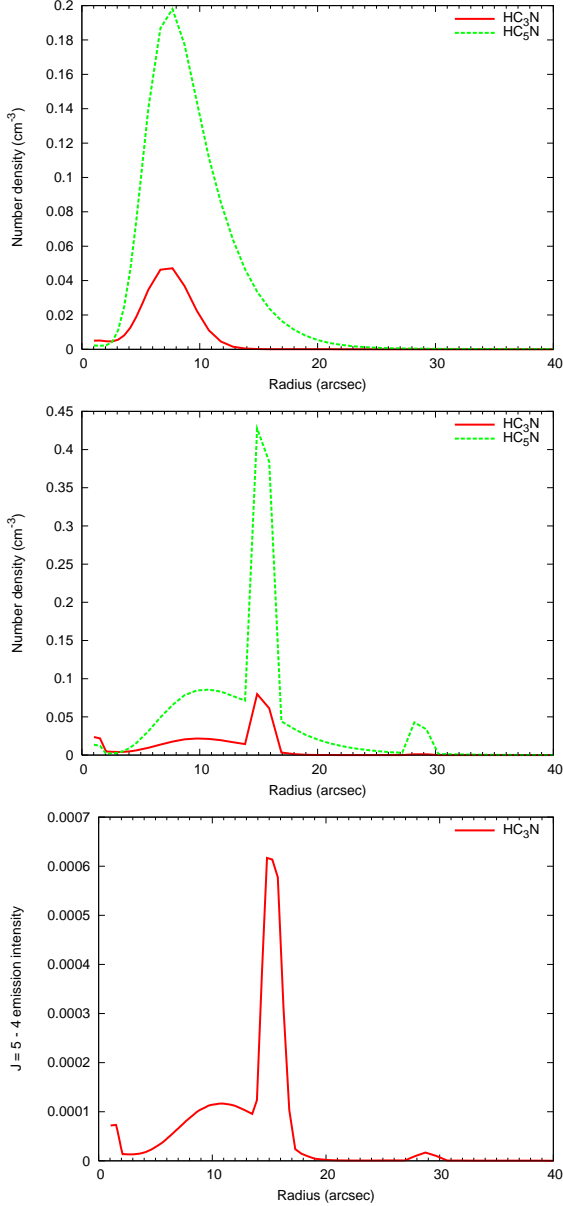 0.2
0.18
0.16
0.14
0.12
0.1
0.08
0.06
0.04
0.02
0
Number density (cm⁻³)
HC₃N
HC₅N
0 10 20 30 40
Radius (arcsec)
0.45
0.4
0.35
0.3
0.25
0.2
0.15
0.1
0.05
0
Number density (cm⁻³)
HC₃N
HC₅N
0 10 20 30 40
Radius (arcsec)
0.0007
0.0006
0.0005
0.0004
0.0003
0.0002
0.0001
0
J = 5 - 4 emission intensity
HC₃N
0 10 20 30 40
Radius (arcsec)